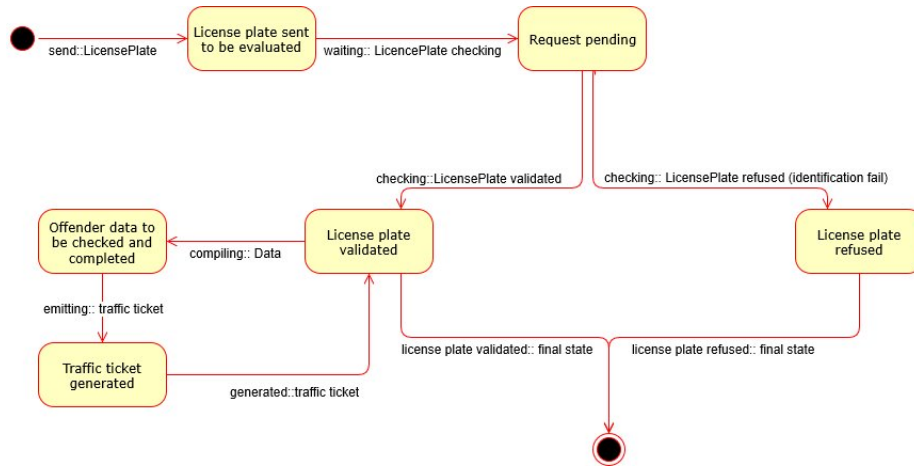 License plate sent
to be evaluated
Request pending
send::LicensePlate
waiting:: LicencePlate checking
checking::LicensePlate validated
checking:: LicensePlate refused (identification fail)
Offender data to
be checked and
completed
License plate
validated
License plate
refused
compiling:: Data
emitting:: traffic ticket
Traffic ticket
generated
license plate validated:: final state
license plate refused:: final state
generated::traffic ticket